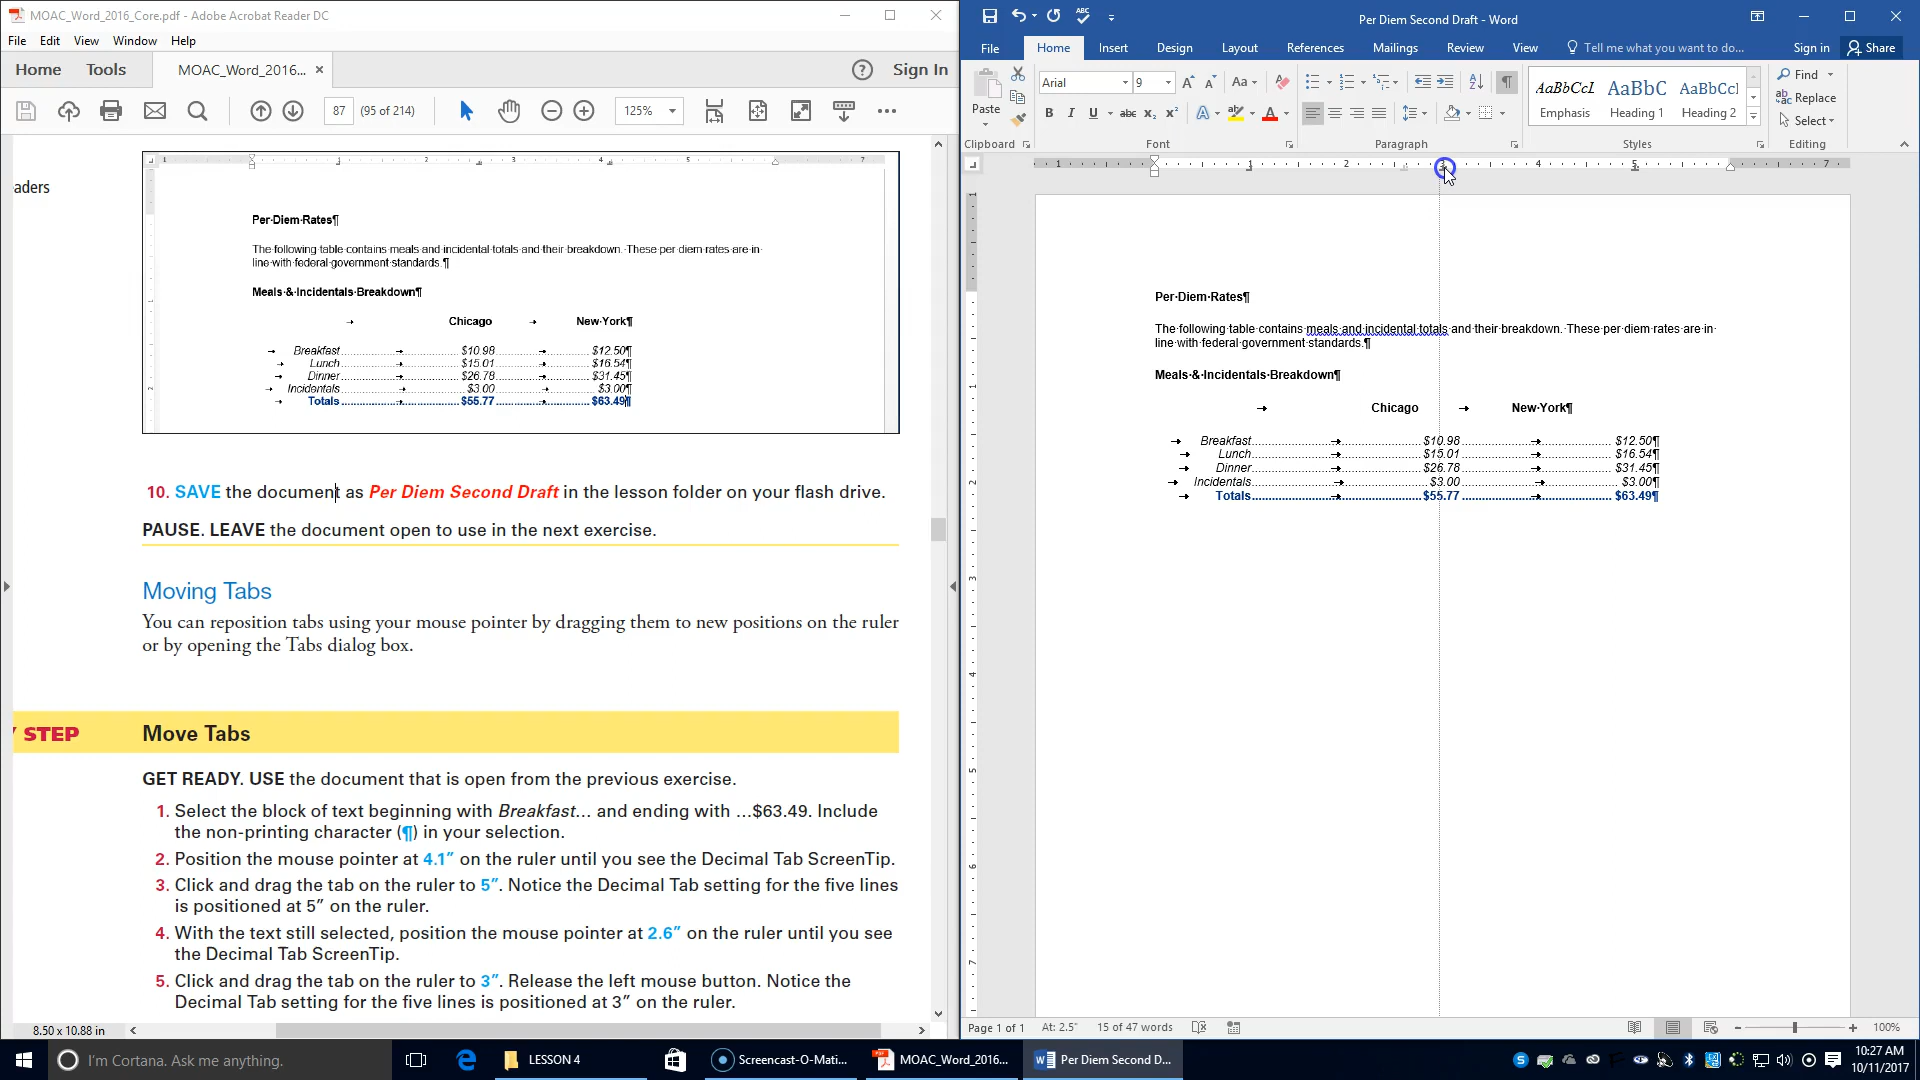 MOAC_Word_2016_Core.pdf - Adobe Acrobat Reader DC
File Edit View Window Help
Home Tools MOAC_Word_2016... × Sign In
87 (95 of 214) 125%
eaders
Per·Diem·Rates¶
The·following·table·contains·meals·and·incidental·totals·and·their·breakdown.·These·per·diem·rates·are·in·
line·with·federal·government·standards.¶
Meals·&·Incidentals·Breakdown¶
→ Chicago → New·York¶
→ Breakfast → $10.98 → $12.50¶
→ Lunch → $15.01 → $16.54¶
→ Dinner → $26.78 → $31.45¶
→ Incidentals → $3.00 → $3.00¶
→ Totals → $55.77 → $63.49¶
10. SAVE the document as Per Diem Second Draft in the lesson folder on your flash drive.
PAUSE. LEAVE the document open to use in the next exercise.
Moving Tabs
You can reposition tabs using your mouse pointer by dragging them to new positions on the ruler
or by opening the Tabs dialog box.
STEP Move Tabs
GET READY. USE the document that is open from the previous exercise.
1. Select the block of text beginning with Breakfast... and ending with ...$63.49. Include
the non-printing character (¶) in your selection.
2. Position the mouse pointer at 4.1″ on the ruler until you see the Decimal Tab ScreenTip.
3. Click and drag the tab on the ruler to 5″. Notice the Decimal Tab setting for the five lines
is positioned at 5″ on the ruler.
4. With the text still selected, position the mouse pointer at 2.6″ on the ruler until you see
the Decimal Tab ScreenTip.
5. Click and drag the tab on the ruler to 3″. Release the left mouse button. Notice the
Decimal Tab setting for the five lines is positioned at 3″ on the ruler.
8.50 x 10.88 in
Per Diem Second Draft - Word
File Home Insert Design Layout References Mailings Review View Tell me what you want to do... Sign in Share
Paste Arial 9 Aa AaBbCcI AaBbC AaBbCcI Find
Emphasis Heading 1 Heading 2 Replace
Select
Clipboard Font Paragraph Styles Editing
Per·Diem·Rates¶
The·following·table·contains·meals·and·incidental·totals·and·their·breakdown.·These·per·diem·rates·are·in·
line·with·federal·government·standards.¶
Meals·&·Incidentals·Breakdown¶
→ Chicago → New·York¶
→ Breakfast → $10.98 → $12.50¶
→ Lunch → $15.01 → $16.54¶
→ Dinner → $26.78 → $31.45¶
→ Incidentals → $3.00 → $3.00¶
→ Totals → $55.77 → $63.49¶
Page 1 of 1 At: 2.5" 15 of 47 words 100%
I'm Cortana. Ask me anything. LESSON 4 Screencast-O-Mati... MOAC_Word_2016... Per Diem Second D... 10:27 AM
10/11/2017